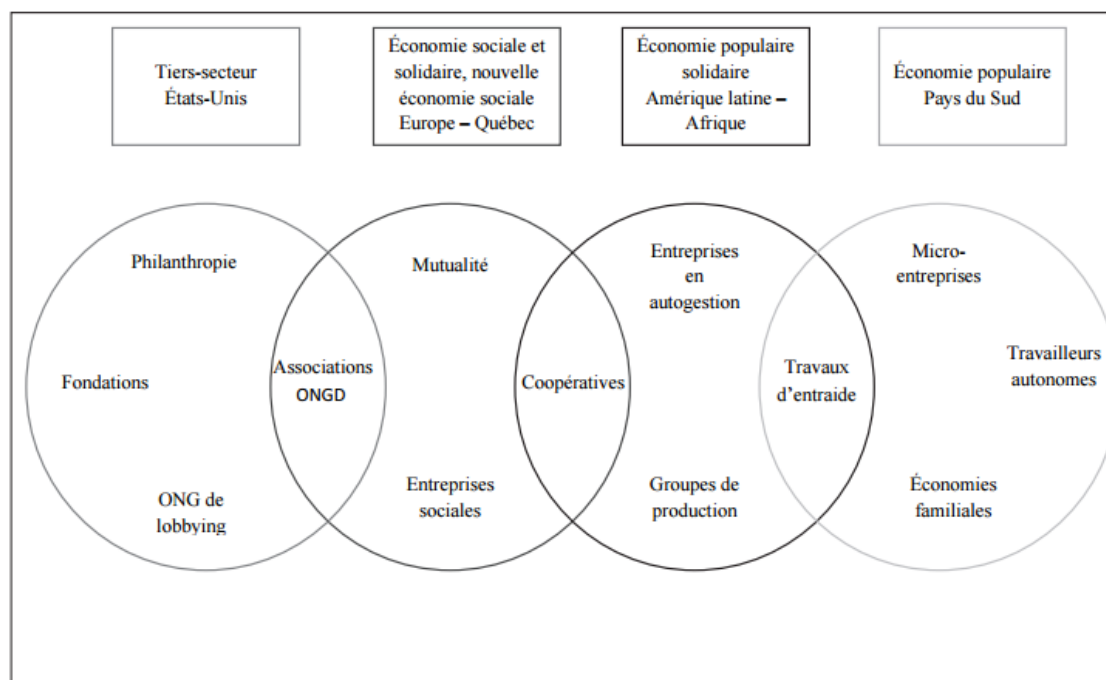 Tiers-secteur
États-Unis
Économie sociale et
solidaire, nouvelle
économie sociale
Europe – Québec
Économie populaire
solidaire
Amérique latine –
Afrique
Économie populaire
Pays du Sud
Philanthropie
Fondations
ONG de
lobbying
Associations
ONGD
Mutualité
Entreprises
sociales
Coopératives
Entreprises
en
autogestion
Groupes de
production
Travaux
d'entraide
Micro-
entreprises
Travailleurs
autonomes
Économies
familiales